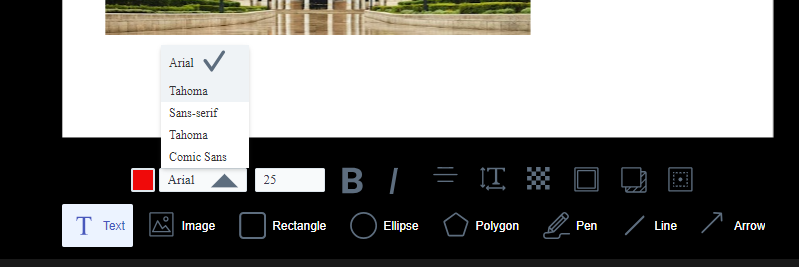 Arial
Tahoma
Sans-serif
Tahoma
Comic Sans
Arial 25 B I T
T Text Image Rectangle Ellipse Polygon Pen Line Arrow